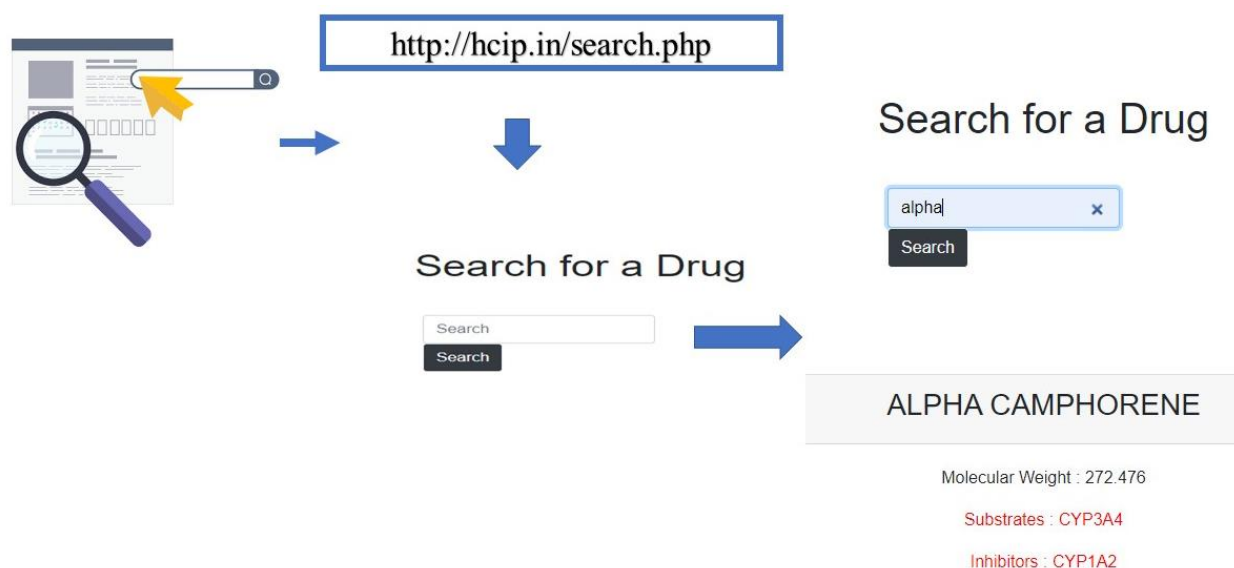 http://hcip.in/search.php
Search for a Drug
Search
Search
Search for a Drug
alpha
Search
ALPHA CAMPHORENE
Molecular Weight : 272.476
Substrates : CYP3A4
Inhibitors : CYP1A2